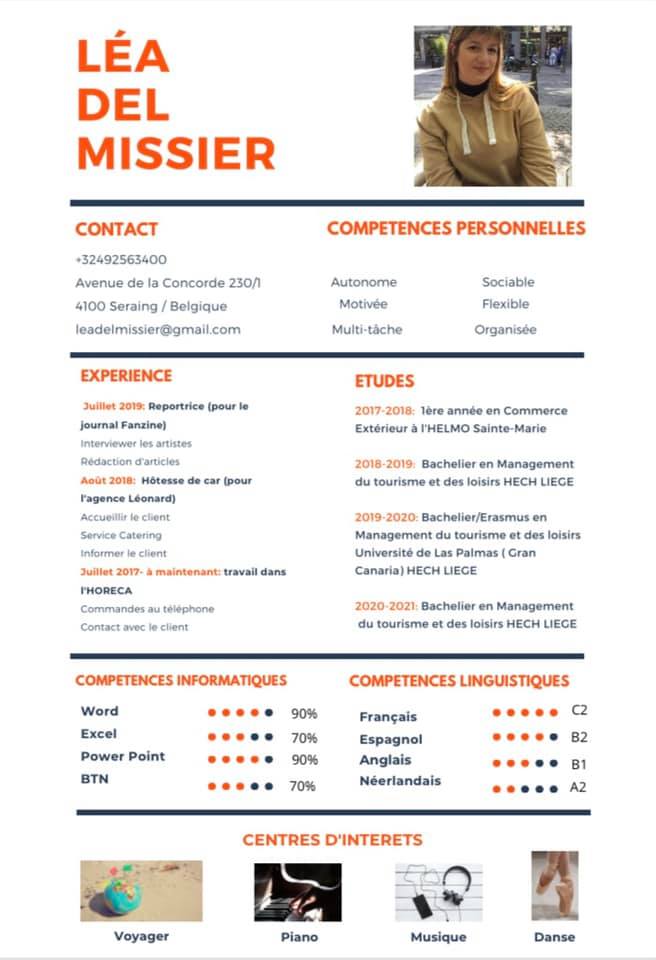 LÉA
DEL
MISSIER
CONTACT
+32492563400
Avenue de la Concorde 230/1
4100 Seraing / Belgique
leadelmissier@gmail.com
COMPETENCES PERSONNELLES
Autonome Sociable
Motivée Flexible
Multi-tâche Organisée
EXPERIENCE
Juillet 2019: Reportrice (pour le
journal Fanzine)
Interviewer les artistes
Rédaction d'articles
Août 2018: Hôtesse de car (pour
l'agence Léonard)
Accueillir le client
Service Catering
Informer le client
Juillet 2017- à maintenant: travail dans
l'HORECA
Commandes au téléphone
Contact avec le client
ETUDES
2017-2018: 1ère année en Commerce
Extérieur à l'HELMO Sainte-Marie
2018-2019: Bachelier en Management
du tourisme et des loisirs HECH LIEGE
2019-2020: Bachelier/Erasmus en
Management du tourisme et des loisirs
Université de Las Palmas ( Gran
Canaria) HECH LIEGE
2020-2021: Bachelier en Management
du tourisme et des loisirs HECH LIEGE
COMPETENCES INFORMATIQUES
Word 90%
Excel 70%
Power Point 90%
BTN 70%
COMPETENCES LINGUISTIQUES
Français C2
Espagnol B2
Anglais B1
Néerlandais A2
CENTRES D'INTERETS
Voyager
Piano
Musique
Danse